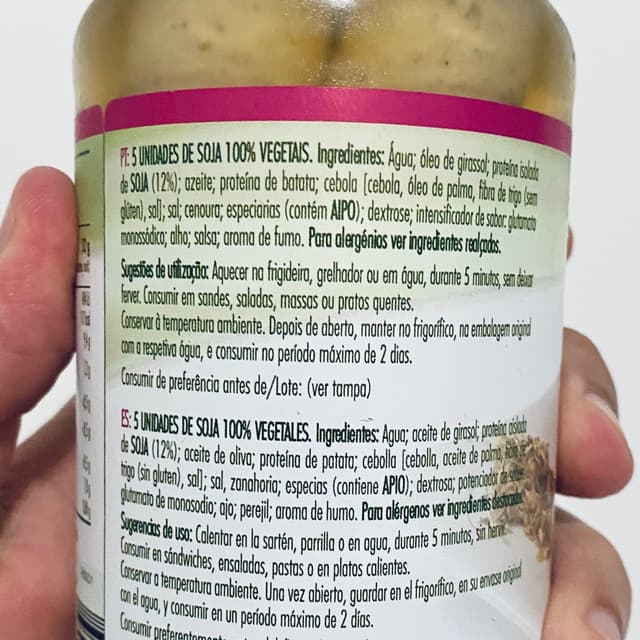 PT: 5 UNIDADES DE SOJA 100% VEGETAIS. Ingredientes: Água; óleo de girassol; proteína isolada
de SOJA (12%); azeite; proteína de batata; cebola [cebola, óleo de palma, fibra de trigo (sem
glúten), sal]; sal; cenoura; especiarias (contém AIPO); dextrose; intensificador de sabor: glutamato
monossódico; alho; salsa; aroma de fumo. Para alergénios ver ingredientes realçados.
Sugestões de utilização: Aquecer na frigideira, grelhador ou em água, durante 5 minutos, sem deixar
ferver. Consumir em sandes, saladas, massas ou pratos quentes.
Conservar à temperatura ambiente. Depois de aberto, manter no frigorífico, na embalagem original
com a respetiva água, e consumir no período máximo de 2 dias.
Consumir de preferência antes de/Lote: (ver tampa)
ES: 5 UNIDADES DE SOJA 100% VEGETALES. Ingredientes: Agua; aceite de girasol; proteína aislada
de SOJA (12%); aceite de oliva; proteína de patata; cebolla [cebolla, aceite de palma,
trigo (sin gluten), sal]; sal, zanahoria; especias (contiene APIO); dextrosa; potenciador de sabor:
glutamato de monosodio; ajo; perejil; aroma de humo. Para alérgenos ver ingredientes destacados.
Sugerencias de uso: Calentar en la sartén, parrilla o en agua, durante 5 minutos, sin hervir.
Consumir en sándwiches, ensaladas, pastas o en platos calientes.
Conservar a temperatura ambiente. Una vez abierto, guardar en el frigorífico, en su envase original
con el agua, y consumir en un período máximo de 2 días.
Consumir preferentemente